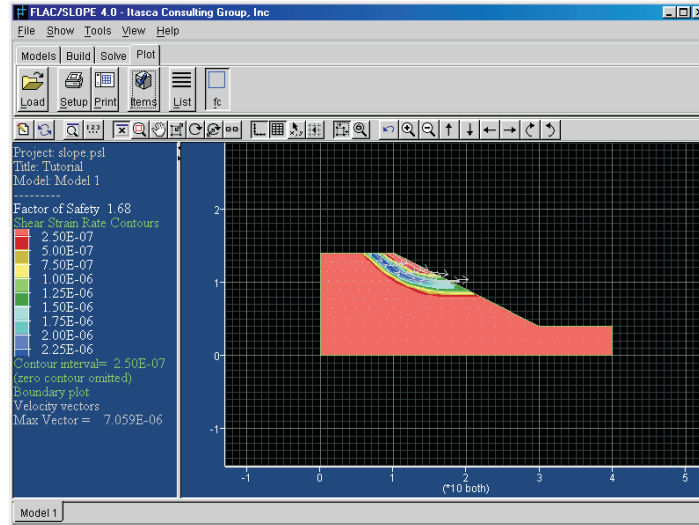 FLAC/SLOPE 4.0 - Itasca Consulting Group, Inc
File Show Tools View Help
Models Build Solve Plot
Load Setup Print Items List fc
Project: slope.psl
Title: Tutorial
Model: Model 1
---------
Factor of Safety 1.68
Shear Strain Rate Contours
2.50E-07
5.00E-07
7.50E-07
1.00E-06
1.25E-06
1.50E-06
1.75E-06
2.00E-06
2.25E-06
Contour interval= 2.50E-07
(zero contour omitted)
Boundary plot
Velocity vectors
Max Vector = 7.059E-06
2
1
0
-1
-1 0 1 2 3 4 5
(*10 both)
Model 1